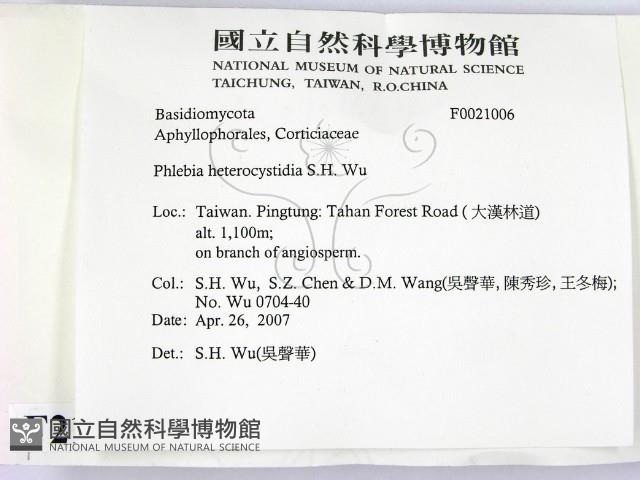 國立自然科學博物館
NATIONAL MUSEUM OF NATURAL SCIENCE
TAICHUNG, TAIWAN, R.O.CHINA
Basidiomycota F0021006
Aphyllophorales, Corticiaceae
Phlebia heterocystidia S.H. Wu
Loc.: Taiwan. Pingtung: Tahan Forest Road (大漢林道)
alt. 1,100m;
on branch of angiosperm.
Col.: S.H. Wu, S.Z. Chen & D.M. Wang(吳聲華, 陳秀珍, 王冬梅);
No. Wu 0704-40
Date: Apr. 26, 2007
Det.: S.H. Wu(吳聲華)
國立自然科學博物館
NATIONAL MUSEUM OF NATURAL SCIENCE